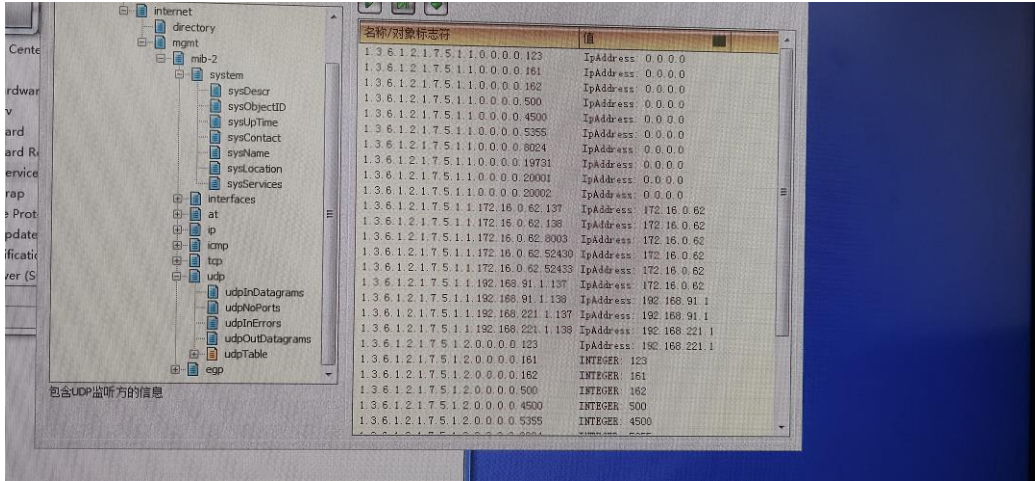 internet
directory
mgmt
mib-2
system
sysDescr
sysObjectID
sysUpTime
sysContact
sysName
sysLocation
sysServices
interfaces
at
ip
icmp
tcp
udp
udpInDatagrams
udpNoPorts
udpInErrors
udpOutDatagrams
udpTable
egp
包含UDP监听方的信息
Cente
rdwar
v
ard
ard Re
ervice
rap
e Prot
pdate
ificatio
ver (S
名称/对象标志符 值
1.3.6.1.2.1.7.5.1.1.0.0.0.0.123 IpAddress: 0.0.0.0
1.3.6.1.2.1.7.5.1.1.0.0.0.0.161 IpAddress: 0.0.0.0
1.3.6.1.2.1.7.5.1.1.0.0.0.0.162 IpAddress: 0.0.0.0
1.3.6.1.2.1.7.5.1.1.0.0.0.0.500 IpAddress: 0.0.0.0
1.3.6.1.2.1.7.5.1.1.0.0.0.0.4500 IpAddress: 0.0.0.0
1.3.6.1.2.1.7.5.1.1.0.0.0.0.5355 IpAddress: 0.0.0.0
1.3.6.1.2.1.7.5.1.1.0.0.0.0.8024 IpAddress: 0.0.0.0
1.3.6.1.2.1.7.5.1.1.0.0.0.0.19731 IpAddress: 0.0.0.0
1.3.6.1.2.1.7.5.1.1.0.0.0.0.20001 IpAddress: 0.0.0.0
1.3.6.1.2.1.7.5.1.1.0.0.0.0.20002 IpAddress: 0.0.0.0
1.3.6.1.2.1.7.5.1.1.172.16.0.62.137 IpAddress: 172.16.0.62
1.3.6.1.2.1.7.5.1.1.172.16.0.62.138 IpAddress: 172.16.0.62
1.3.6.1.2.1.7.5.1.1.172.16.0.62.8003 IpAddress: 172.16.0.62
1.3.6.1.2.1.7.5.1.1.172.16.0.62.52430 IpAddress: 172.16.0.62
1.3.6.1.2.1.7.5.1.1.172.16.0.62.52433 IpAddress: 172.16.0.62
1.3.6.1.2.1.7.5.1.1.192.168.91.1.137 IpAddress: 192.168.91.1
1.3.6.1.2.1.7.5.1.1.192.168.91.1.138 IpAddress: 192.168.91.1
1.3.6.1.2.1.7.5.1.1.192.168.221.1.137 IpAddress: 192.168.221.1
1.3.6.1.2.1.7.5.1.1.192.168.221.1.138 IpAddress: 192.168.221.1
1.3.6.1.2.1.7.5.1.2.0.0.0.0.123 INTEGER: 123
1.3.6.1.2.1.7.5.1.2.0.0.0.0.161 INTEGER: 161
1.3.6.1.2.1.7.5.1.2.0.0.0.0.162 INTEGER: 162
1.3.6.1.2.1.7.5.1.2.0.0.0.0.500 INTEGER: 500
1.3.6.1.2.1.7.5.1.2.0.0.0.0.4500 INTEGER: 4500
1.3.6.1.2.1.7.5.1.2.0.0.0.0.5355